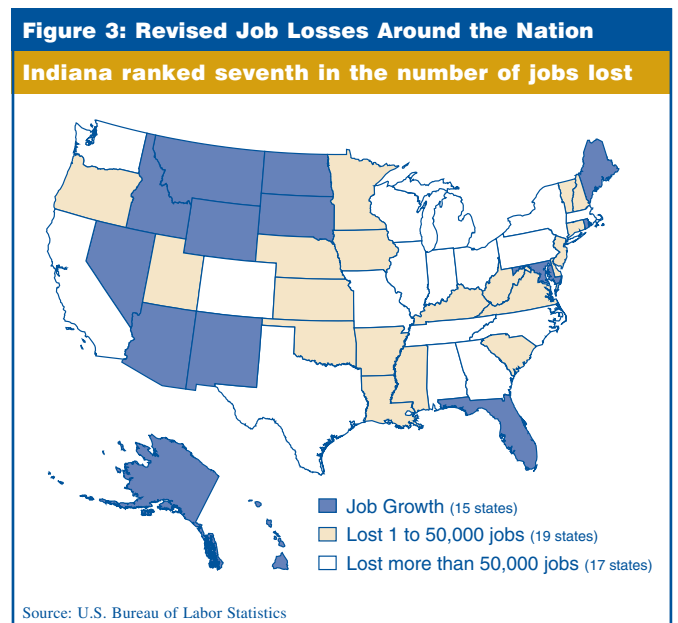 Figure 3: Revised Job Losses Around the Nation
Indiana ranked seventh in the number of jobs lost
Job Growth (15 states)
Lost 1 to 50,000 jobs (19 states)
Lost more than 50,000 jobs (17 states)
Source: U.S. Bureau of Labor Statistics